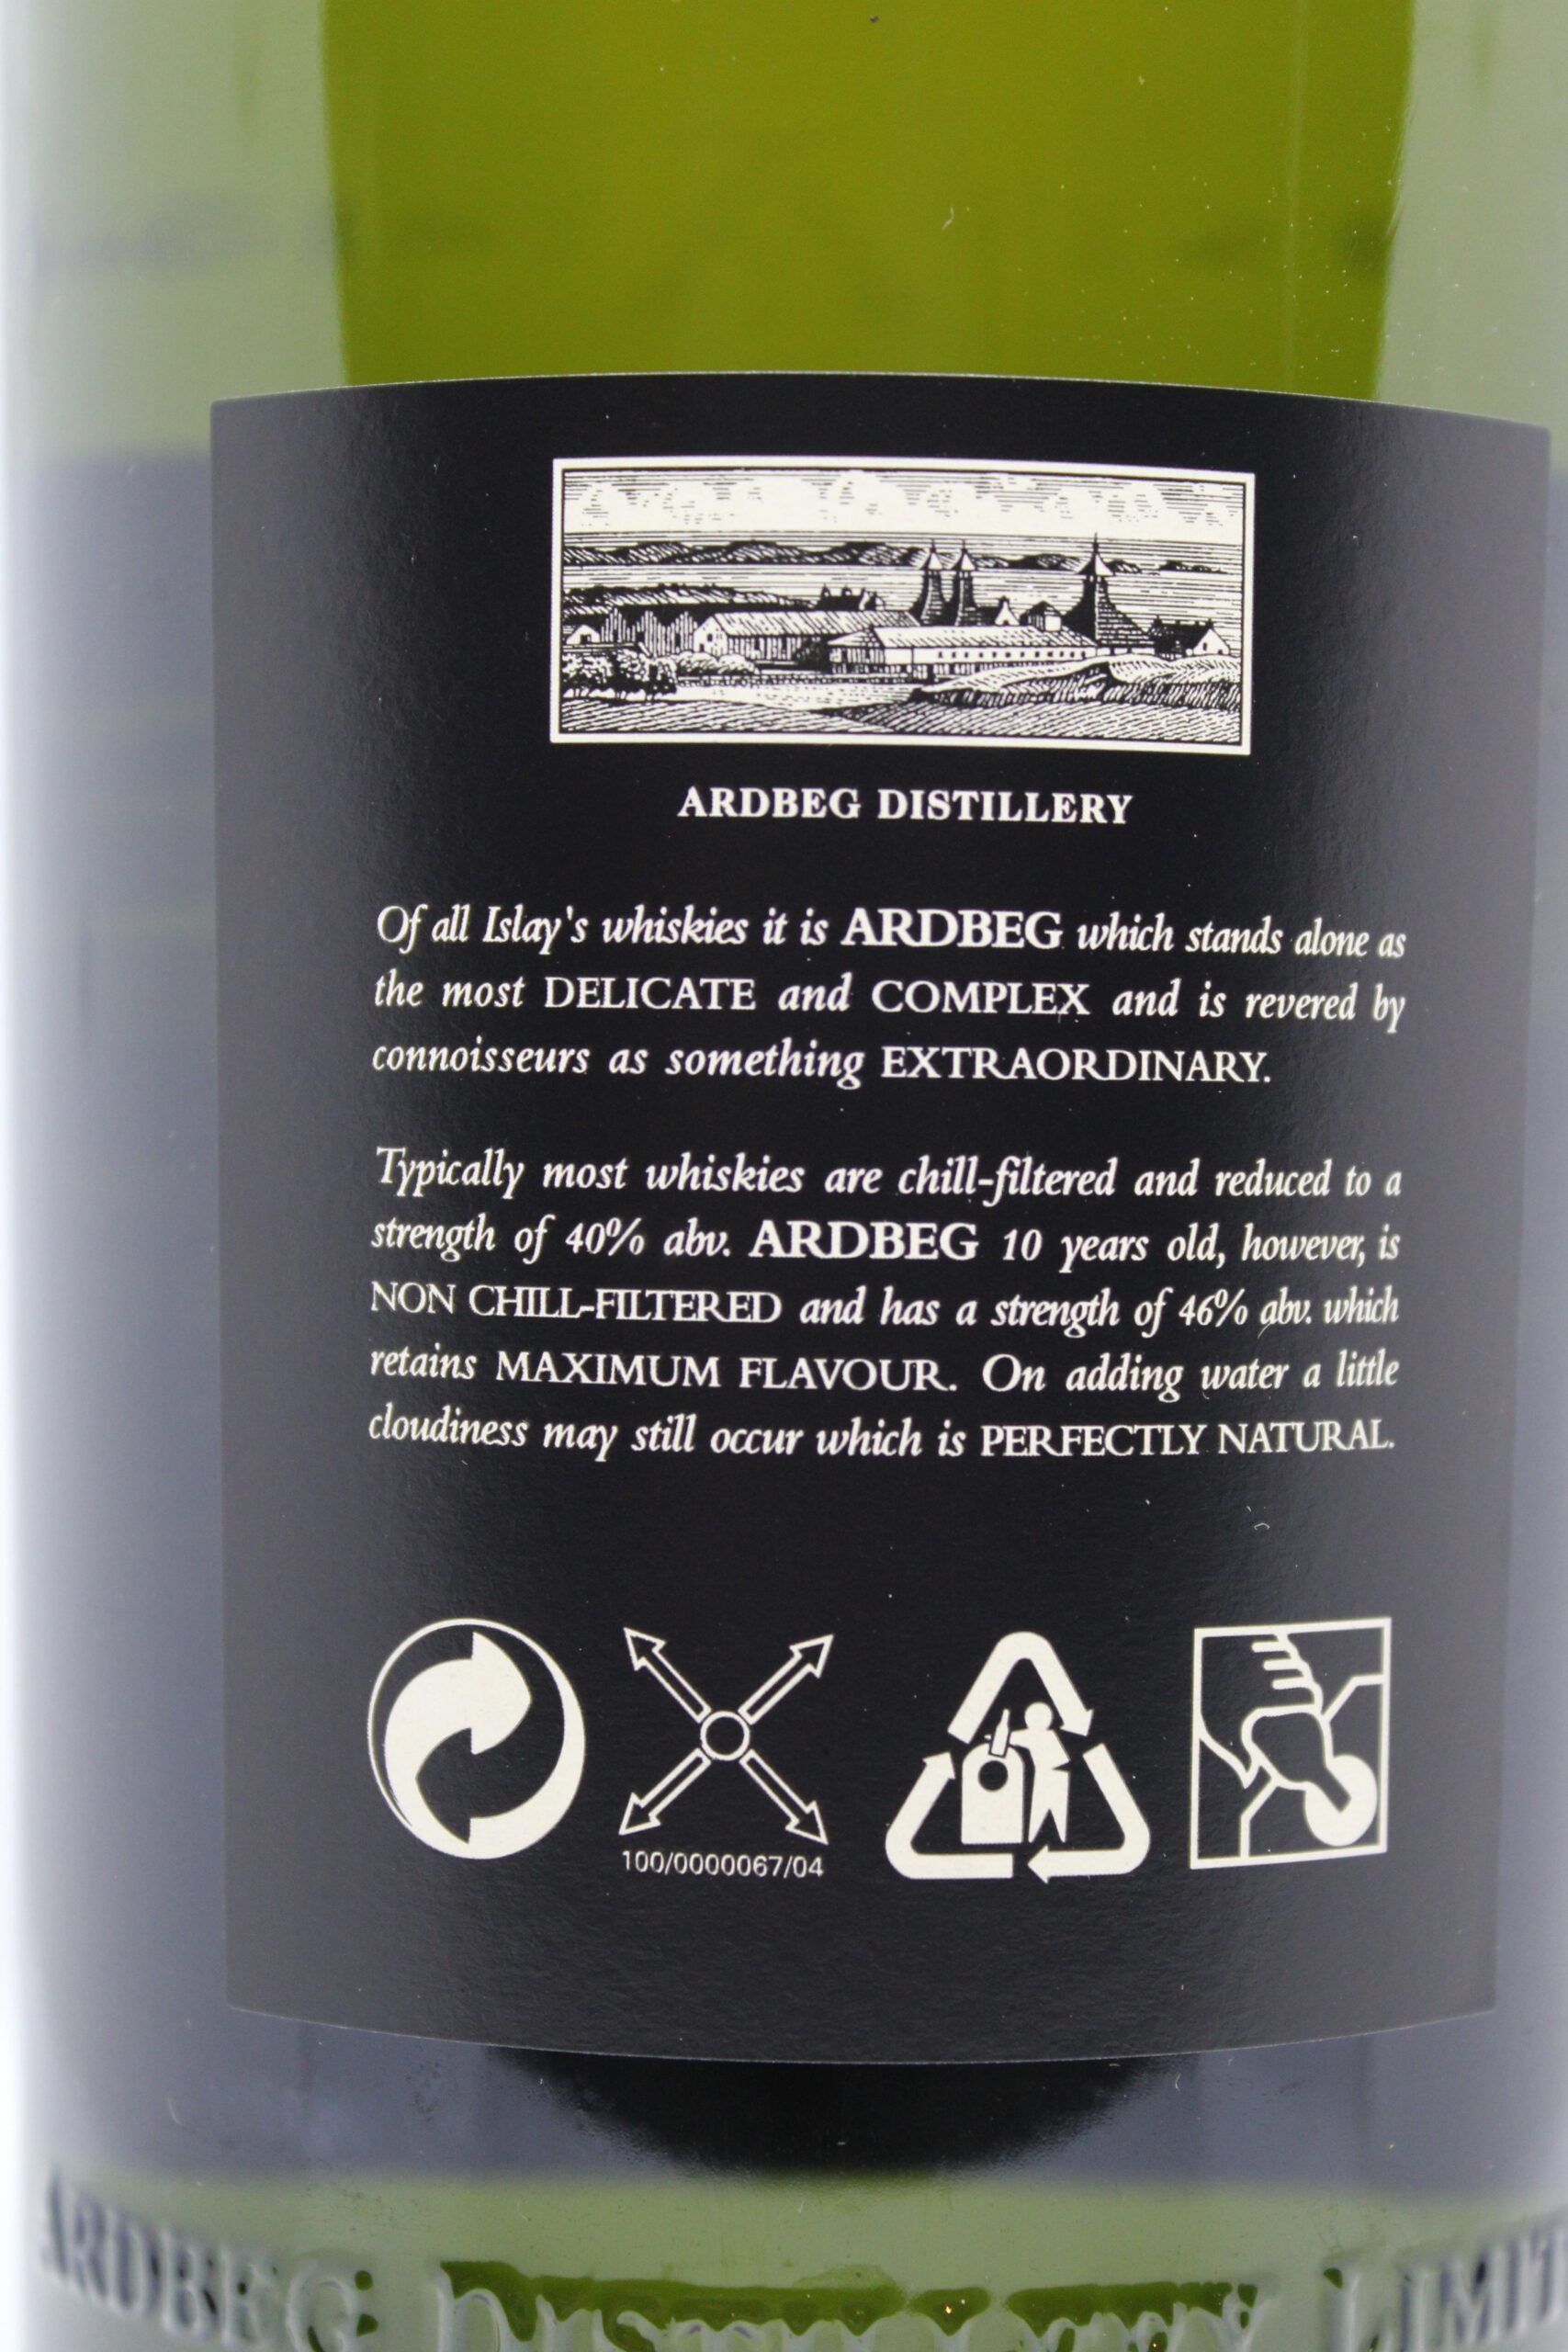 ARDBEG DISTILLERY
Of all Islay's whiskies it is ARDBEG which stands alone as
the most DELICATE and COMPLEX and is revered by
connoisseurs as something EXTRAORDINARY.
Typically most whiskies are chill-filtered and reduced to a
strength of 40% abv. ARDBEG 10 years old, however, is
NON CHILL-FILTERED and has a strength of 46% abv. which
retains MAXIMUM FLAVOUR. On adding water a little
cloudiness may still occur which is PERFECTLY NATURAL.
100/0000067/04
ARDBEG DISTILLERY LIMIT